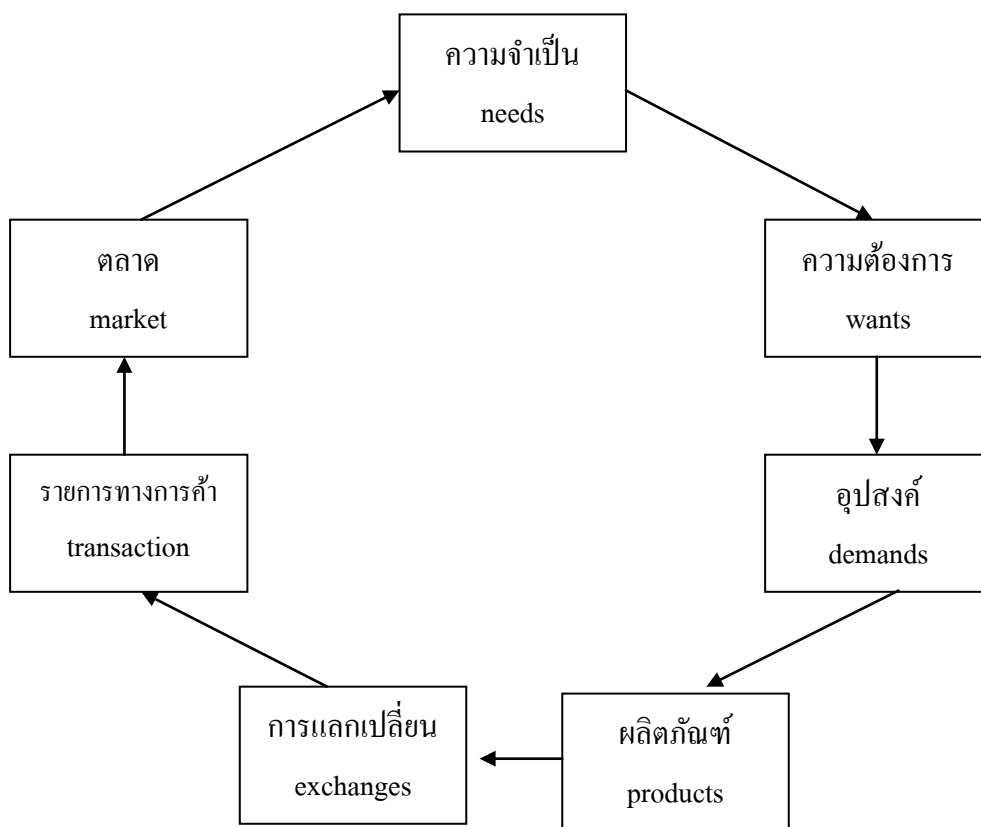 ความจำเป็น
needs
ความต้องการ
wants
อุปสงค์
demands
ผลิตภัณฑ์
products
การแลกเปลี่ยน
exchanges
รายการทางการค้า
transaction
ตลาด
market